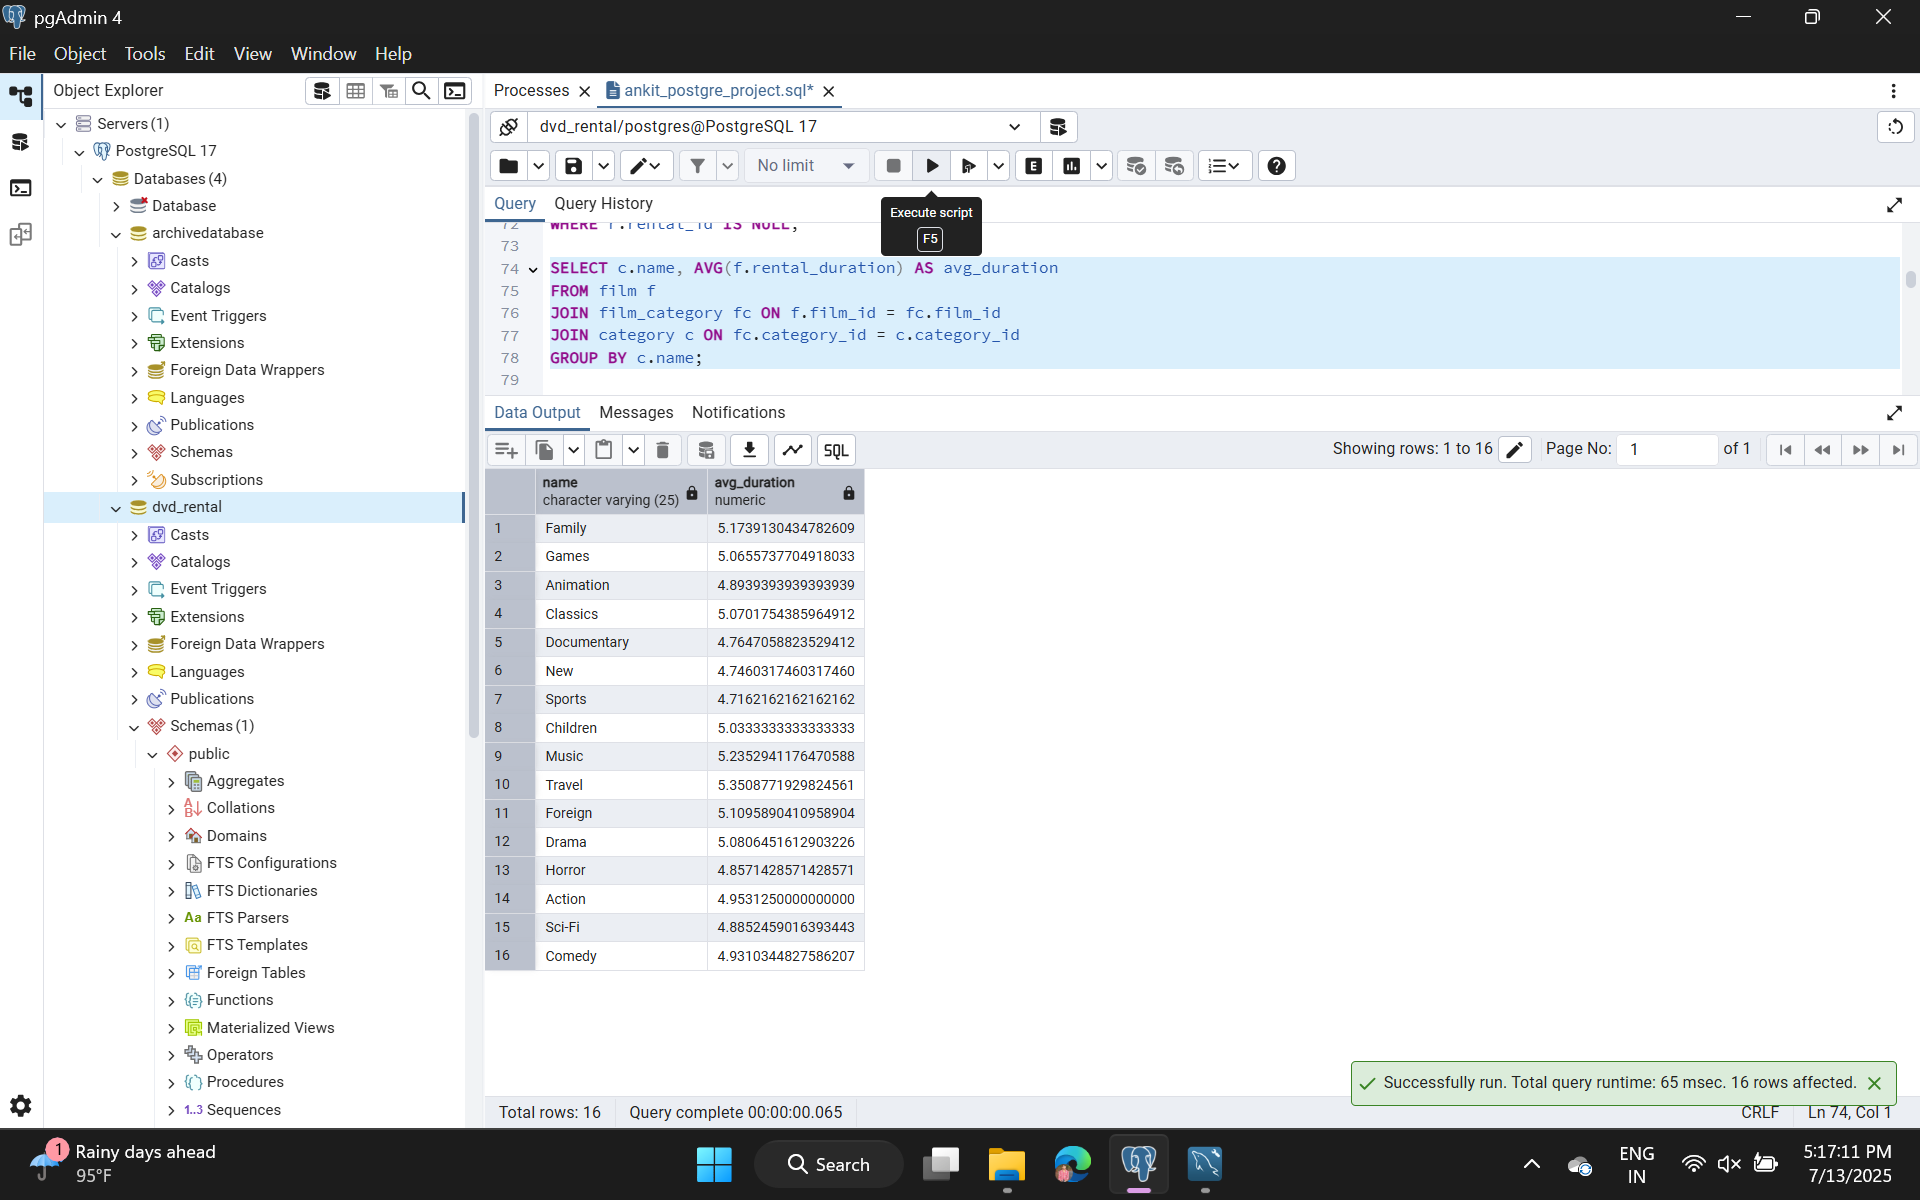 pgAdmin 4
File Object Tools Edit View Window Help
Object Explorer
Servers (1)
PostgreSQL 17
Databases (4)
Database
archivedatabase
Casts
Catalogs
Event Triggers
Extensions
Foreign Data Wrappers
Languages
Publications
Schemas
Subscriptions
dvd_rental
Casts
Catalogs
Event Triggers
Extensions
Foreign Data Wrappers
Languages
Publications
Schemas (1)
public
Aggregates
Collations
Domains
FTS Configurations
FTS Dictionaries
Aa FTS Parsers
FTS Templates
Foreign Tables
Functions
Materialized Views
Operators
Procedures
1..3 Sequences
Processes ankit_postgre_project.sql*
dvd_rental/postgres@PostgreSQL 17
No limit
E
Query Query History
Execute script
F5
72 WHERE r.rental_id IS NULL;
73
74 SELECT c.name, AVG(f.rental_duration) AS avg_duration
75 FROM film f
76 JOIN film_category fc ON f.film_id = fc.film_id
77 JOIN category c ON fc.category_id = c.category_id
78 GROUP BY c.name;
79
Data Output Messages Notifications
SQL Showing rows: 1 to 16 Page No: 1 of 1
name avg_duration
character varying (25) numeric
1 Family 5.1739130434782609
2 Games 5.0655737704918033
3 Animation 4.8939393939393939
4 Classics 5.0701754385964912
5 Documentary 4.7647058823529412
6 New 4.7460317460317460
7 Sports 4.7162162162162162
8 Children 5.0333333333333333
9 Music 5.2352941176470588
10 Travel 5.3508771929824561
11 Foreign 5.1095890410958904
12 Drama 5.0806451612903226
13 Horror 4.8571428571428571
14 Action 4.9531250000000000
15 Sci-Fi 4.8852459016393443
16 Comedy 4.9310344827586207
Successfully run. Total query runtime: 65 msec. 16 rows affected.
Total rows: 16 Query complete 00:00:00.065 CRLF Ln 74, Col 1
1 Rainy days ahead
95°F
Search
ENG
IN
5:17:11 PM
7/13/2025